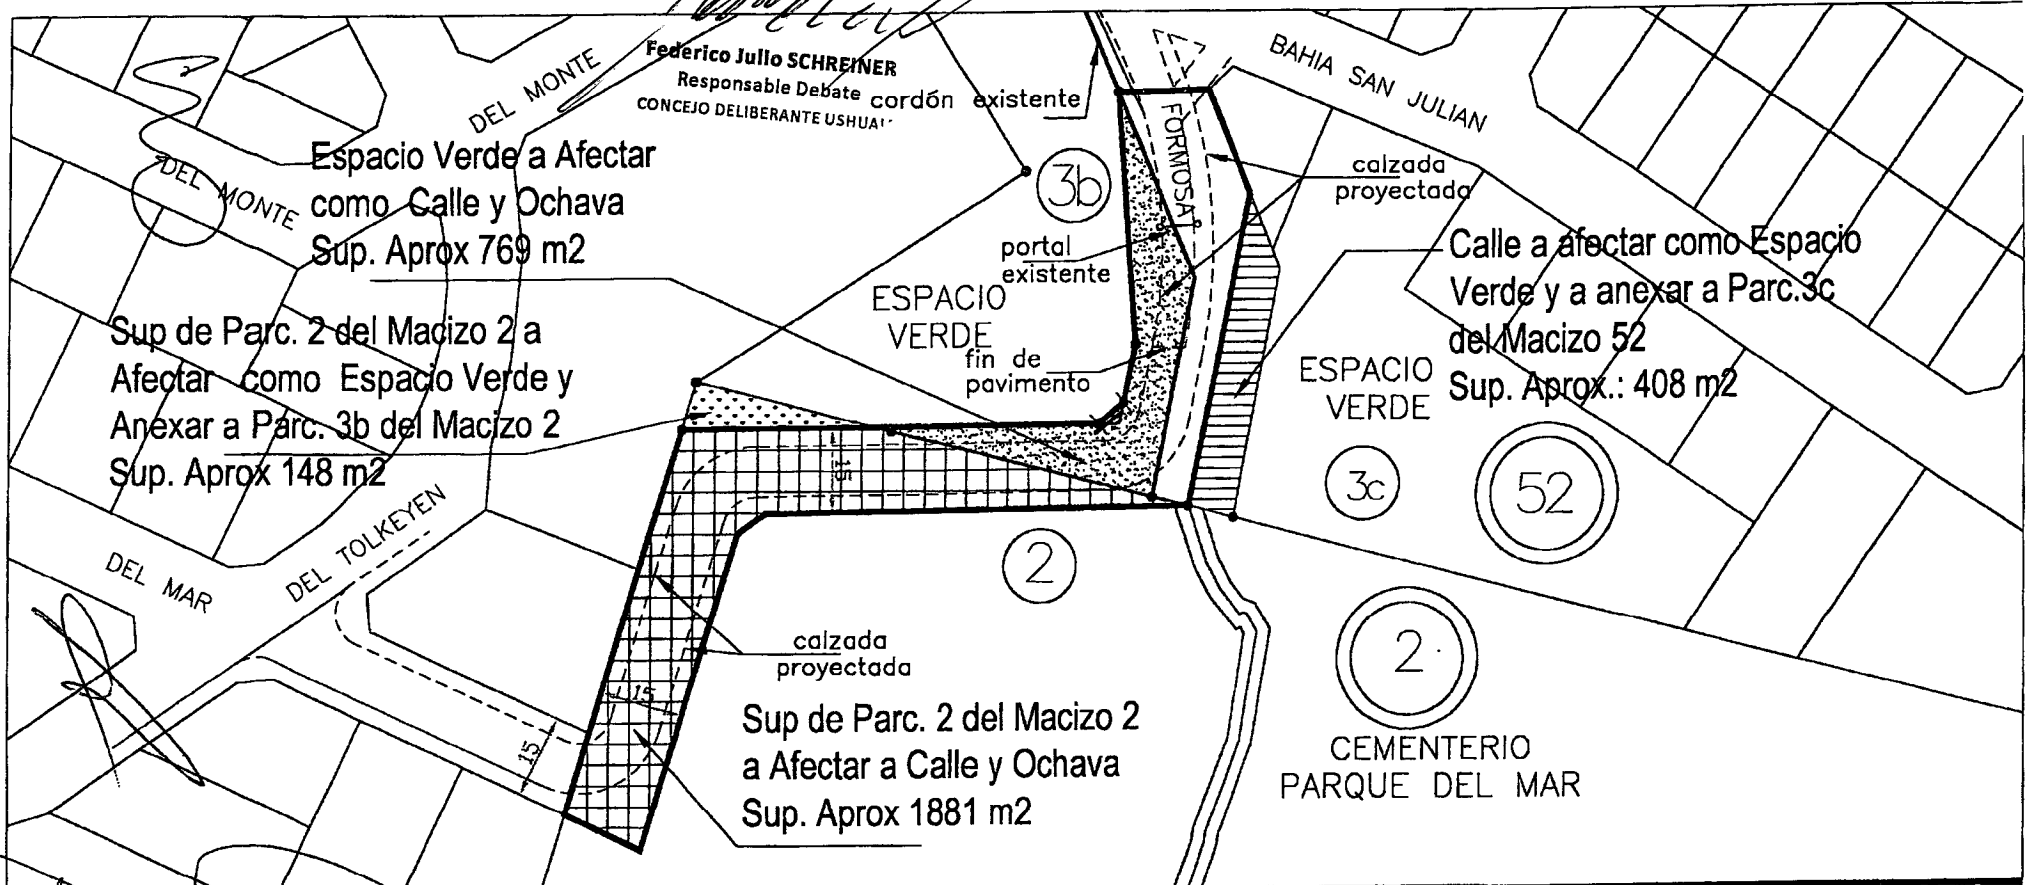 Federico Julio SCHREINER
Responsable Debate
CONCEJO DELIBERANTE USHUAI
DEL MONTE
cordón existente
BAHIA SAN JULIAN
Espacio Verde a Afectar
como Calle y Ochava
Sup. Aprox 769 m2
DEL MONTE
3b
FORMOSA
calzada
proyectada
portal
existente
Calle a afectar como Espacio
Verde y a anexar a Parc.3c
del Macizo 52
Sup. Aprox.: 408 m2
ESPACIO
VERDE
fin de
pavimento
Sup de Parc. 2 del Macizo 2 a
Afectar como Espacio Verde y
Anexar a Parc. 3b del Macizo 2
Sup. Aprox 148 m2
ESPACIO
VERDE
15
3c
52
DEL TOLKEYEN
DEL MAR
2
calzada
proyectada
15
15
2
Sup de Parc. 2 del Macizo 2
a Afectar a Calle y Ochava
Sup. Aprox 1881 m2
CEMENTERIO
PARQUE DEL MAR